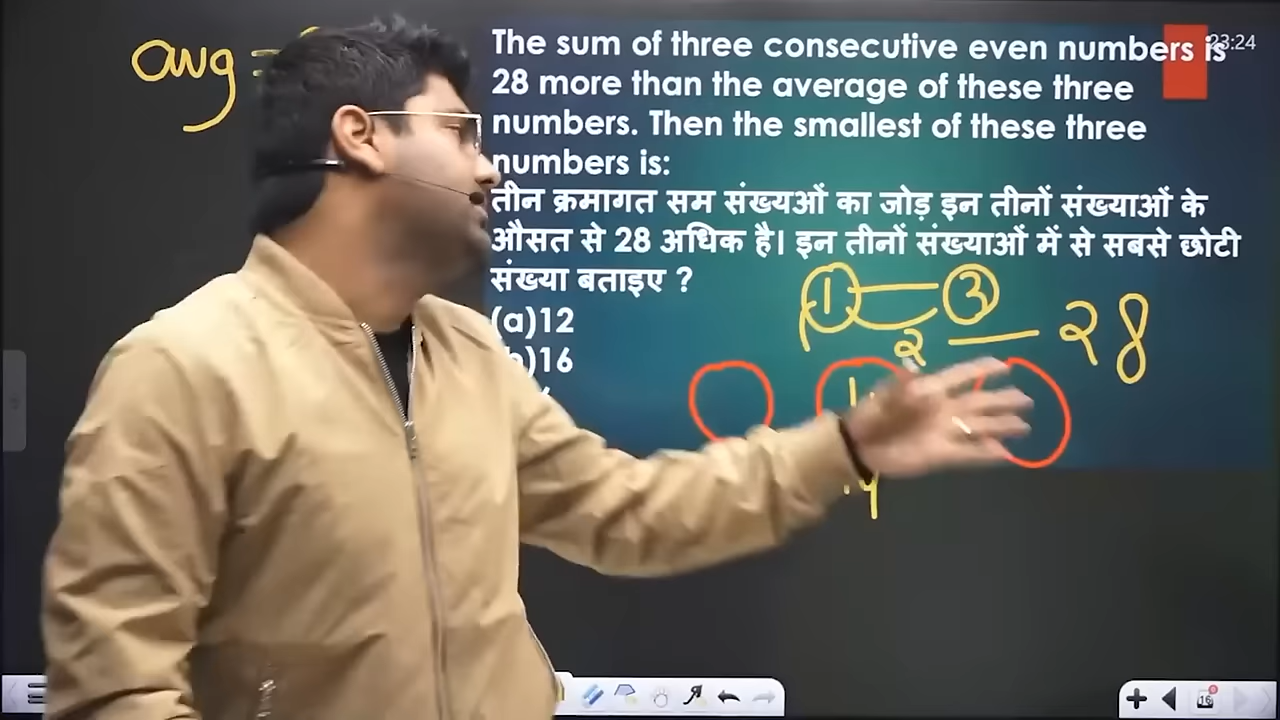 avg =
23:24
The sum of three consecutive even numbers is
28 more than the average of these three
numbers. Then the smallest of these three
numbers is:
तीन क्रमागत सम संख्यओं का जोड़ इन तीनों संख्याओं के
औसत से 28 अधिक है। इन तीनों संख्याओं में से सबसे छोटी
संख्या बताइए ?
1 3
2 28
(a)12
)16
14
16